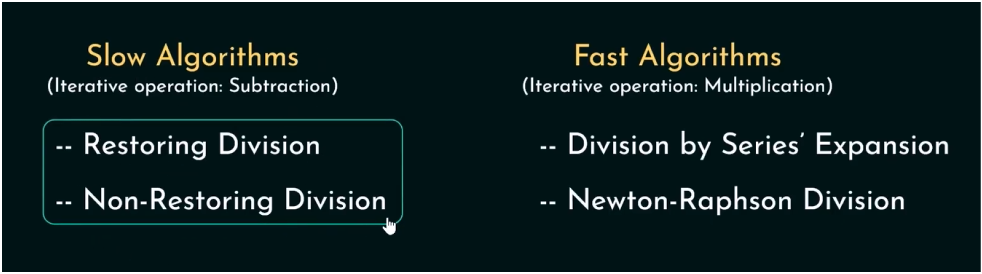 Slow Algorithms
(Iterative operation: Subtraction)
-- Restoring Division
-- Non-Restoring Division
Fast Algorithms
(Iterative operation: Multiplication)
-- Division by Series’ Expansion
-- Newton-Raphson Division